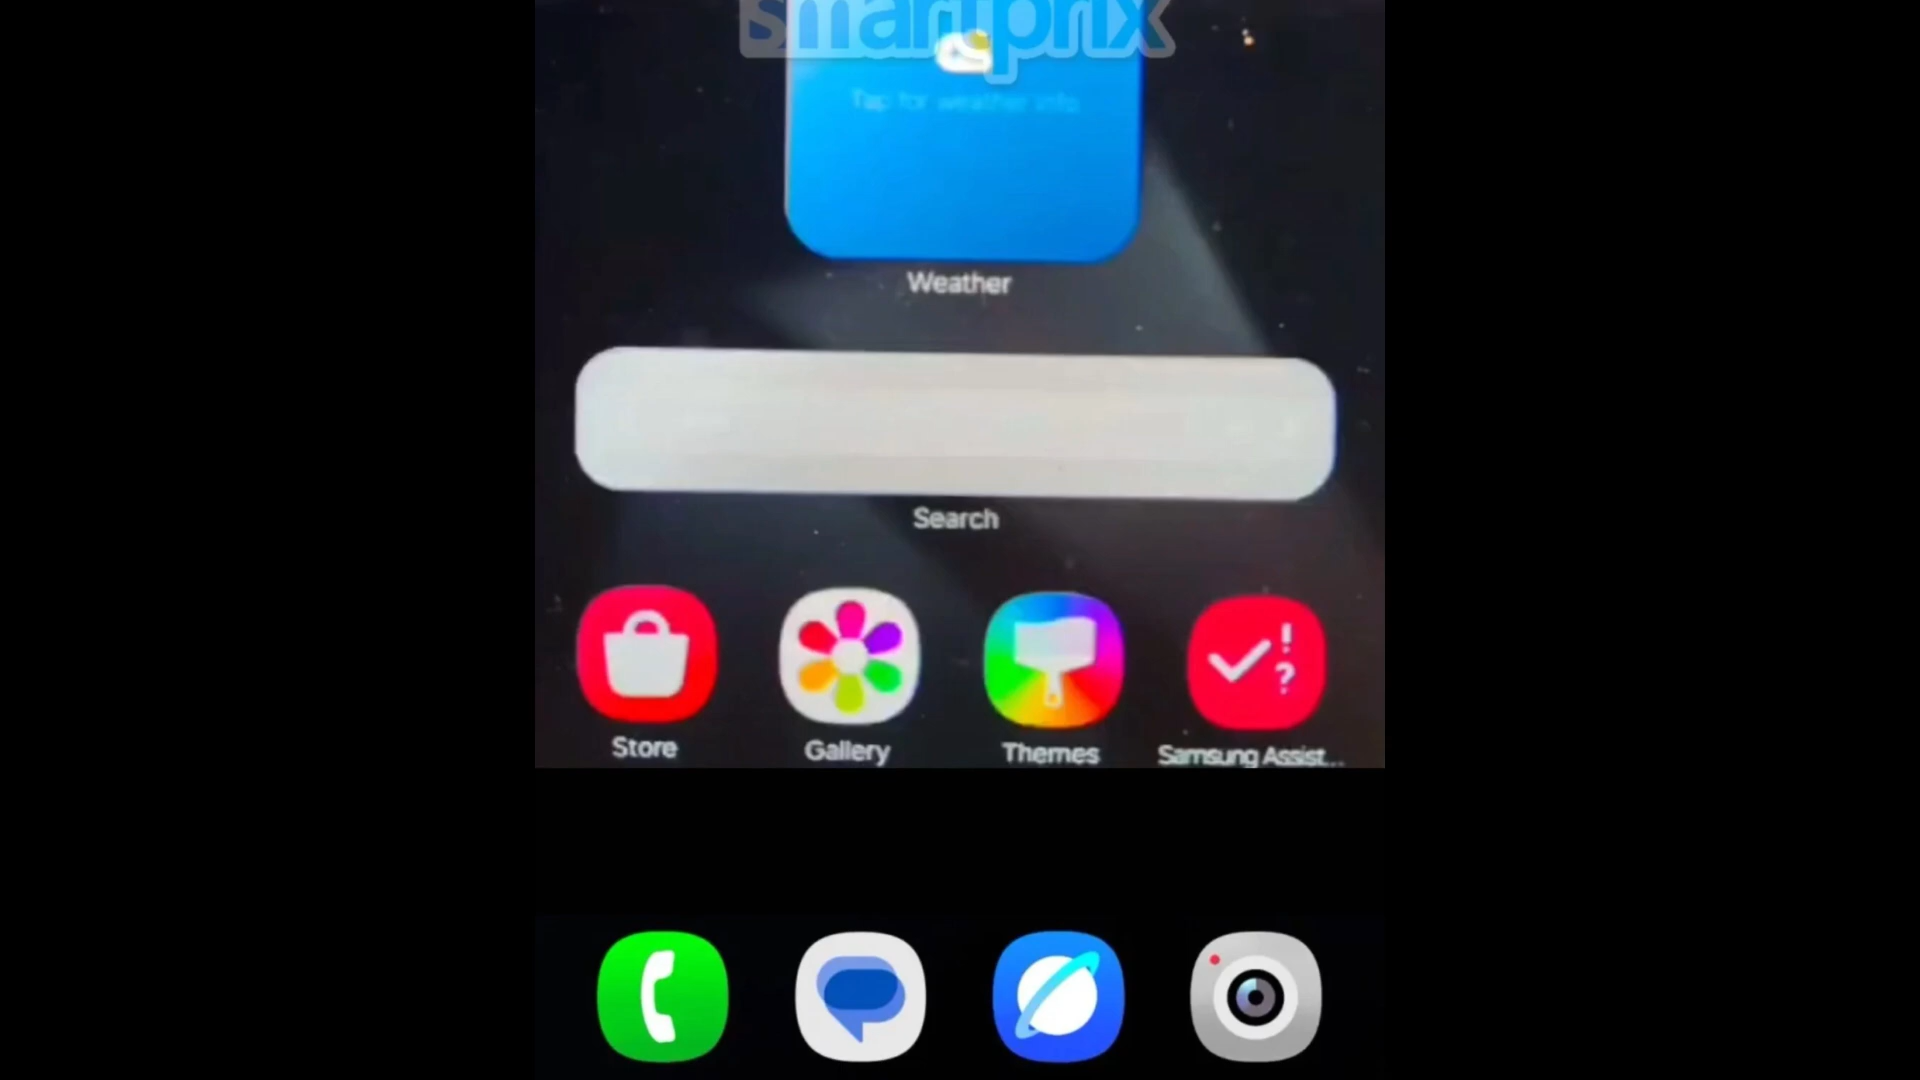 smartprix
Tap for weather info
Weather
Search
Store
Gallery
Themes
Samsung Assist...